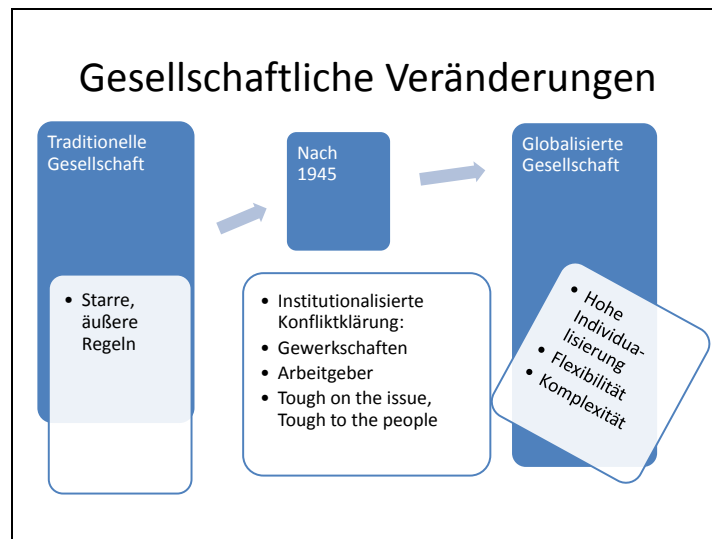 Gesellschaftliche Veränderungen
Traditionelle
Gesellschaft
• Starre,
äußere
Regeln
Nach
1945
• Institutionalisierte
Konfliktklärung:
• Gewerkschaften
• Arbeitgeber
• Tough on the issue,
Tough to the people
Globalisierte
Gesellschaft
• Hohe
Individua-
lisierung
• Flexibilität
• Komplexität